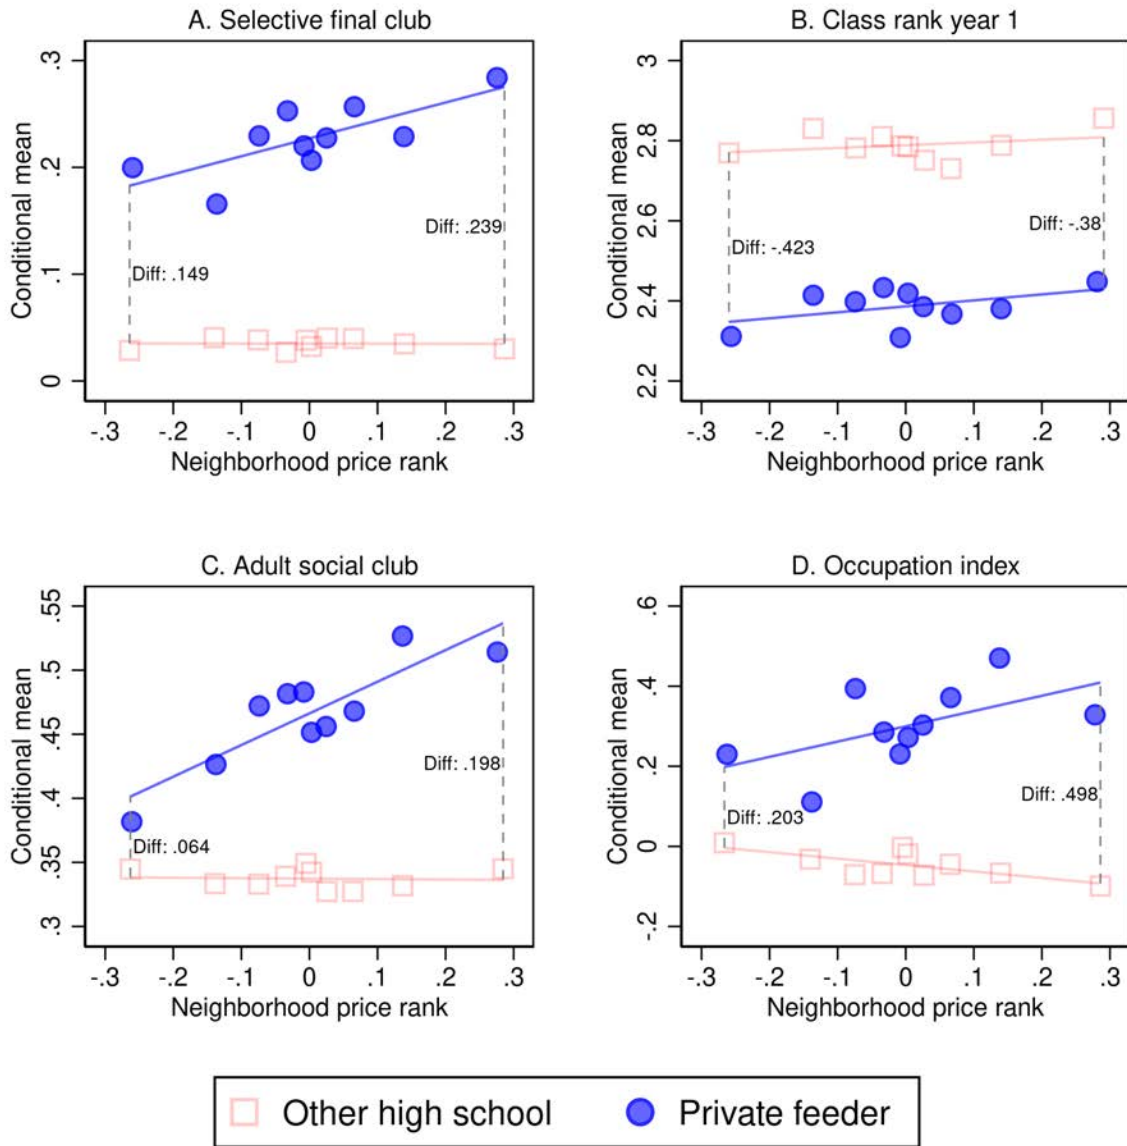 A. Selective final club
Conditional mean
.3
.2
.1
0
Diff: .149
Diff: .239
-.3 -.2 -.1 0 .1 .2 .3
Neighborhood price rank
B. Class rank year 1
Conditional mean
3
2.8
2.6
2.4
2.2
Diff: -.423
Diff: -.38
-.3 -.2 -.1 0 .1 .2 .3
Neighborhood price rank
C. Adult social club
Conditional mean
.55
.5
.45
.4
.35
.3
Diff: .064
Diff: .198
-.3 -.2 -.1 0 .1 .2 .3
Neighborhood price rank
D. Occupation index
Conditional mean
.6
.4
.2
0
-.2
Diff: .203
Diff: .498
-.3 -.2 -.1 0 .1 .2 .3
Neighborhood price rank
Other high school
Private feeder